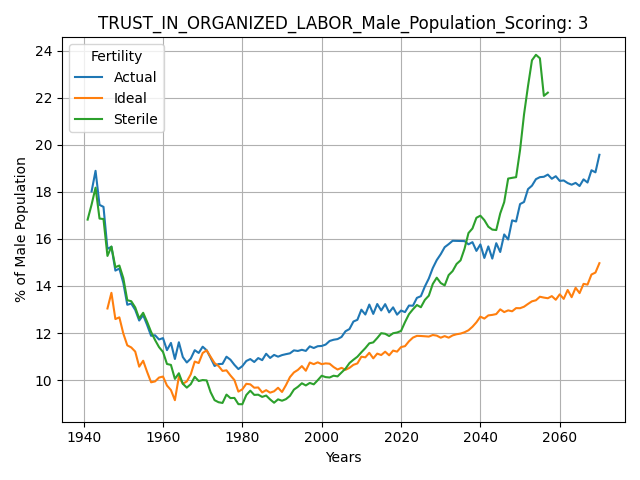 TRUST_IN_ORGANIZED_LABOR_Male_Population_Scoring: 3
Fertility
Actual
Ideal
Sterile
% of Male Population
24
22
20
18
16
14
12
10
1940 1960 1980 2000 2020 2040 2060
Years